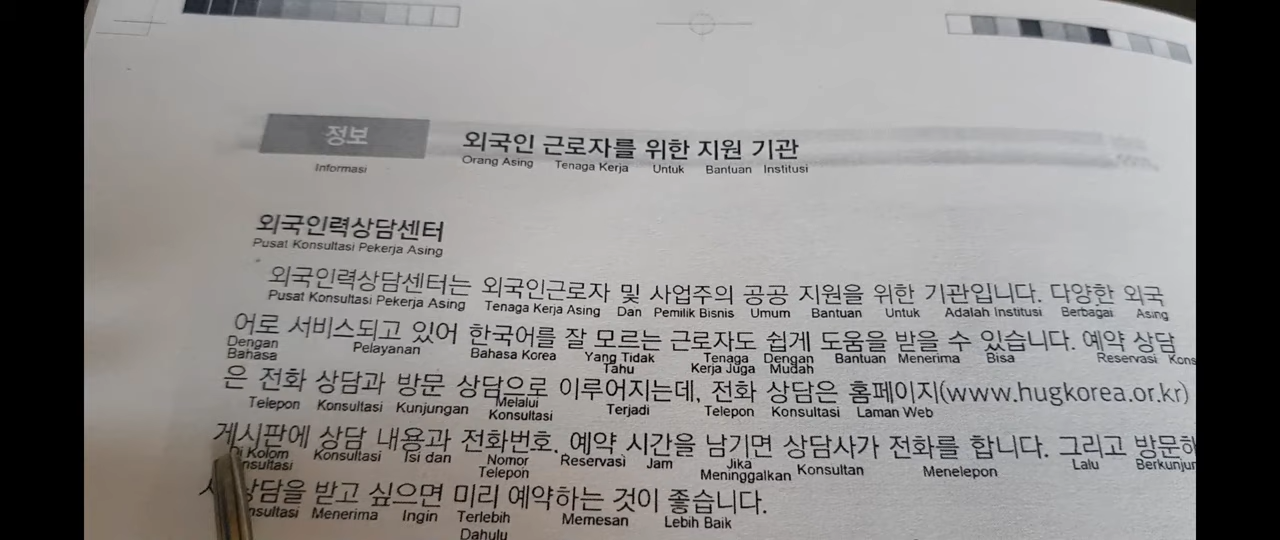 정보
Informasi
외국인 근로자를 위한 지원 기관
Orang Asing Tenaga Kerja Untuk Bantuan Institusi
외국인력상담센터
Pusat Konsultasi Pekerja Asing
외국인력상담센터는 외국인근로자 및 사업주의 공공 지원을 위한 기관입니다. 다양한 외국
Pusat Konsultasi Pekerja Asing Tenaga Kerja Asing Dan Pemilik Bisnis Umum Bantuan Untuk Adalah Institusi Berbagai Asing
어로 서비스되고 있어 한국어를 잘 모르는 근로자도 쉽게 도움을 받을 수 있습니다. 예약 상담
Dengan Bahasa Pelayanan Bahasa Korea Yang Tidak Tahu Tenaga Kerja Juga Dengan Mudah Bantuan Menerima Bisa Reservasi Kons
은 전화 상담과 방문 상담으로 이루어지는데, 전화 상담은 홈페이지(www.hugkorea.or.kr)
Telepon Konsultasi Kunjungan Melalui Konsultasi Terjadi Telepon Konsultasi Laman Web
게시판에 상담 내용과 전화번호. 예약 시간을 남기면 상담사가 전화를 합니다. 그리고 방문하
Di Kolom nsultasi Konsultasi Isi dan Nomor Telepon Reservasi Jam Jika Meninggalkan Konsultan Menelepon Lalu Berkunjun
상담을 받고 싶으면 미리 예약하는 것이 좋습니다.
nsultasi Menerima Ingin Terlebih Dahulu Memesan Lebih Baik